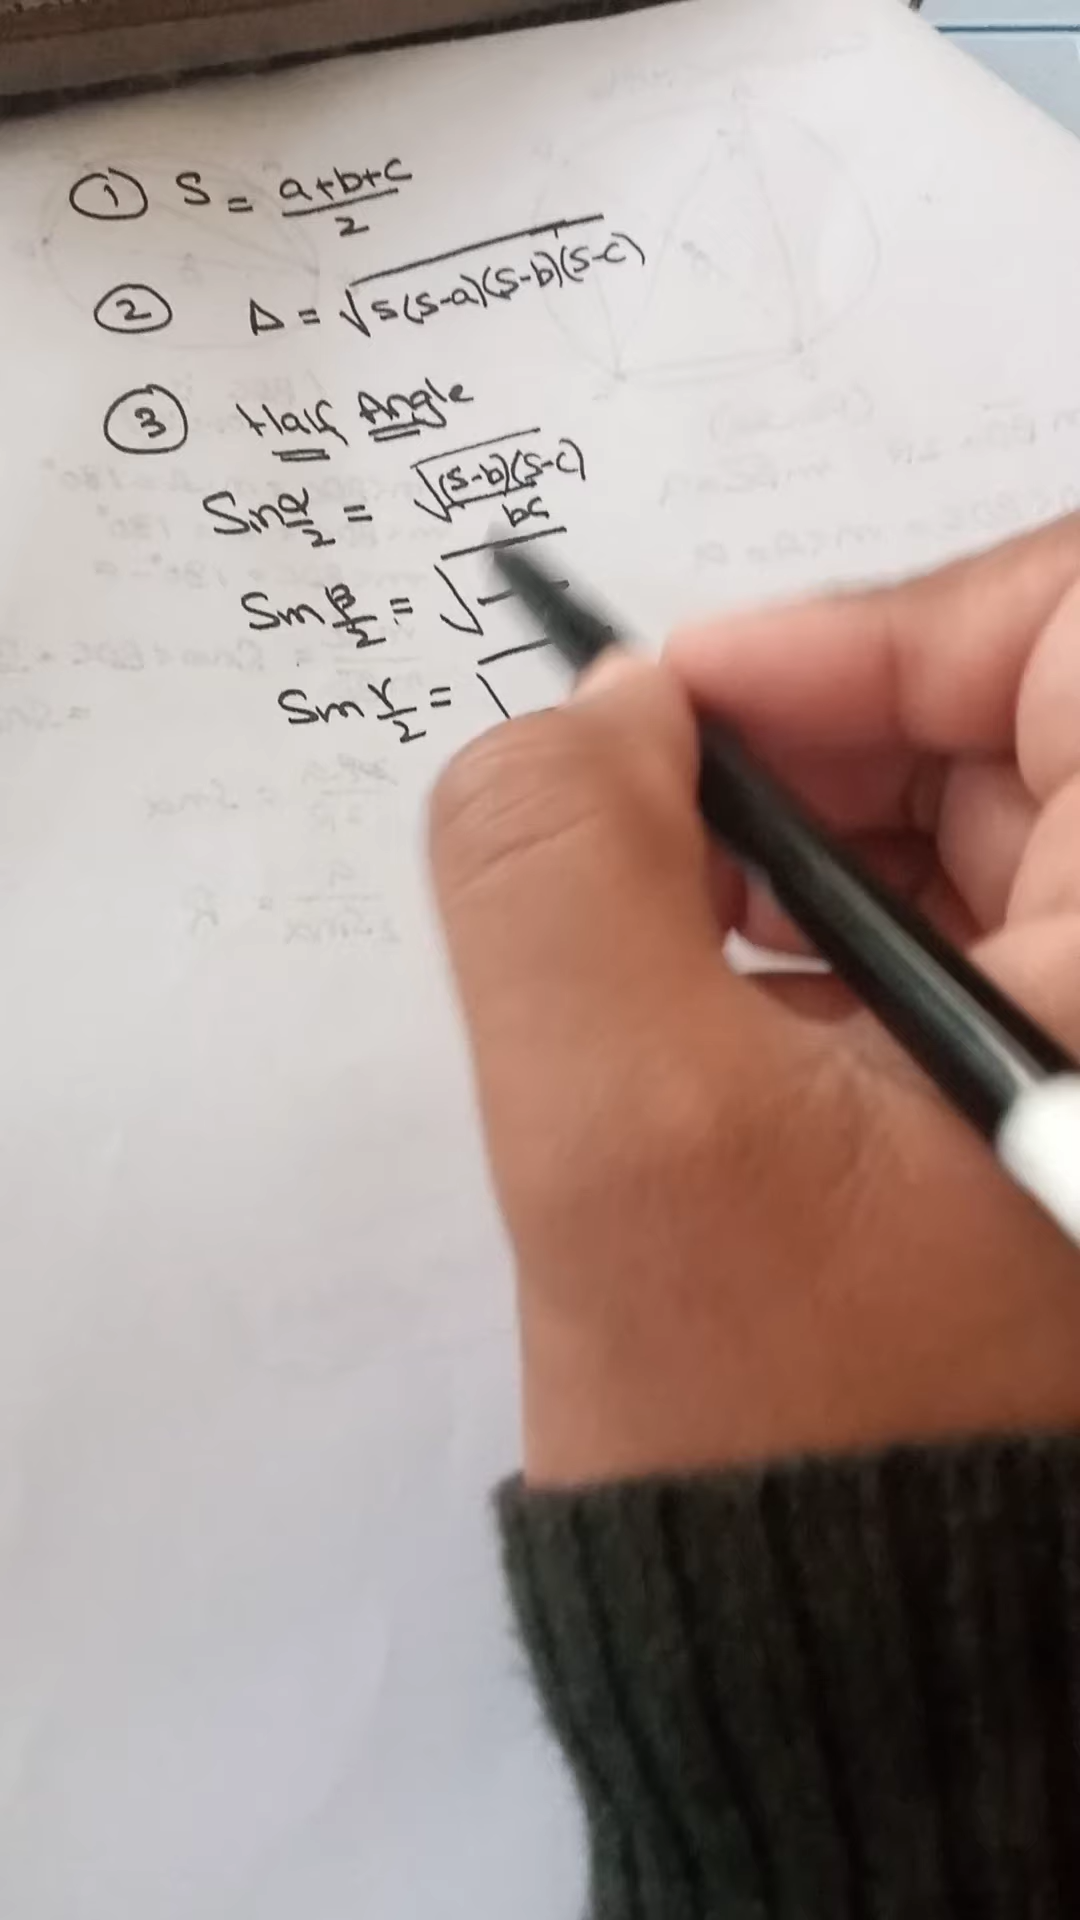 ① S = a+b+c/2
② Δ = √s(s-a)(s-b)(s-c)
③ Half Angle
Sin α/2 = √(s-b)(s-c)/bc
Sin β/2 = √
Sin γ/2 = √